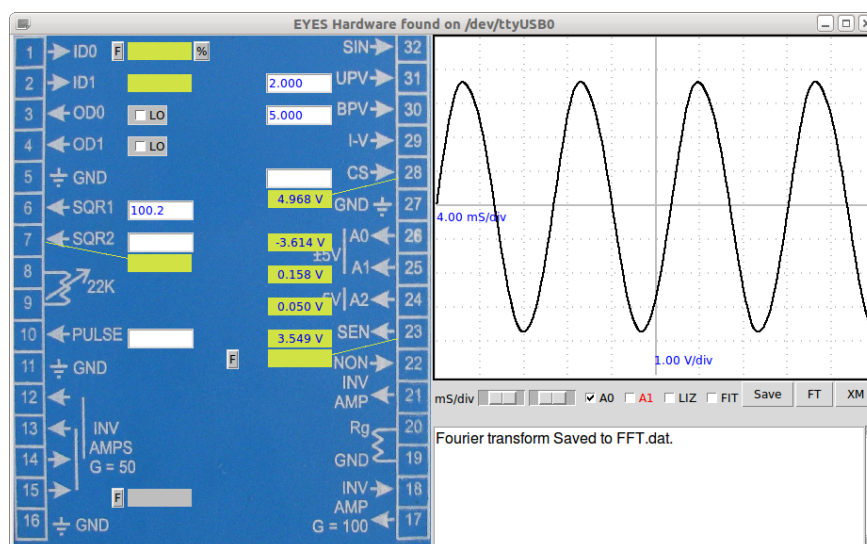 EYES Hardware found on /dev/ttyUSB0
1 ID0 F %
2 ID1
3 OD0 LO
4 OD1 LO
5 GND
6 SQR1 100.2
7 SQR2
8
22K
9
10 PULSE
11 GND
12
13 INV
AMPS
14 G = 50
15
F
16 GND
SIN 32
2.000 UPV 31
5.000 BPV 30
I-V 29
CS 28
4.968 V
GND 27
-3.614 V A0 26
±5V
0.158 V A1 25
0.050 V 5V A2 24
3.549 V SEN 23
F NON 22
INV
AMP 21
Rg 20
GND 19
INV 18
AMP
G = 100 17
4.00 mS/div
1.00 V/div
mS/div A0 A1 LIZ FIT Save FT XM
Fourier transform Saved to FFT.dat.